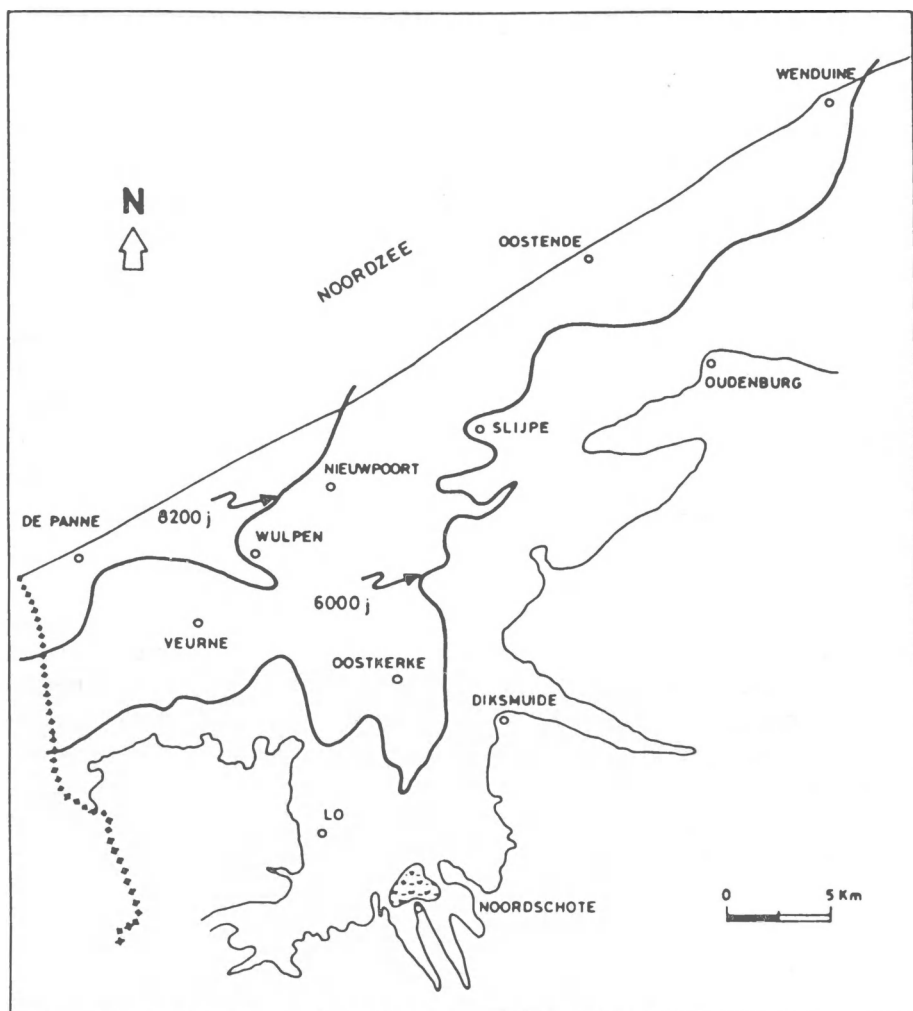 WENDUINE
N
OOSTENDE
NOORDZEE
OUDENBURG
SLIJPE
NIEUWPOORT
8200 j
DE PANNE
WULPEN
6000 j
VEURNE
OOSTKERKE
DIKSMUIDE
LO
0 5 Km
NOORDSCHOTE